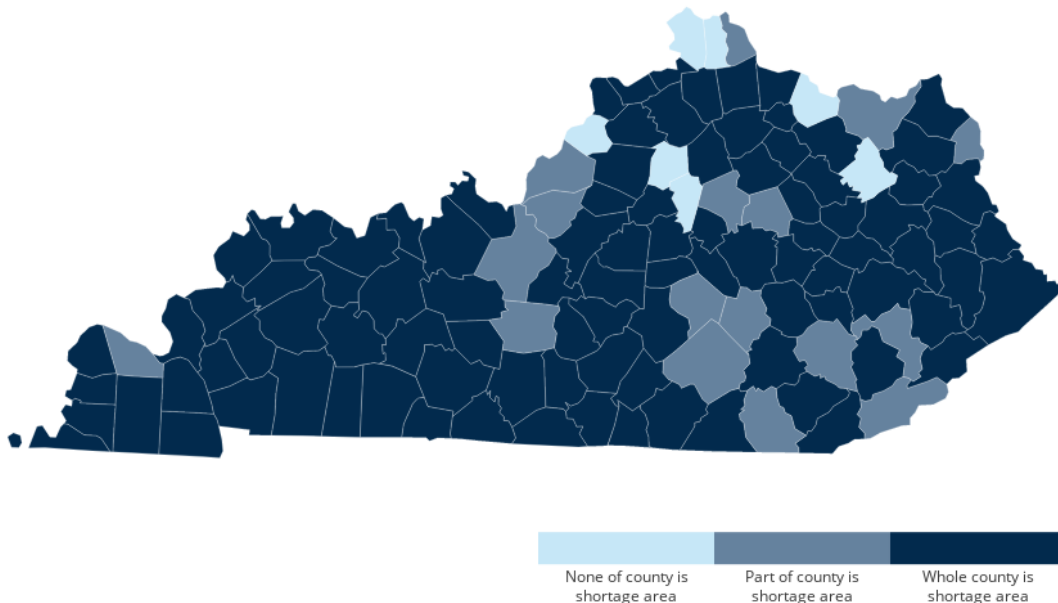 None of county is
shortage area
Part of county is
shortage area
Whole county is
shortage area